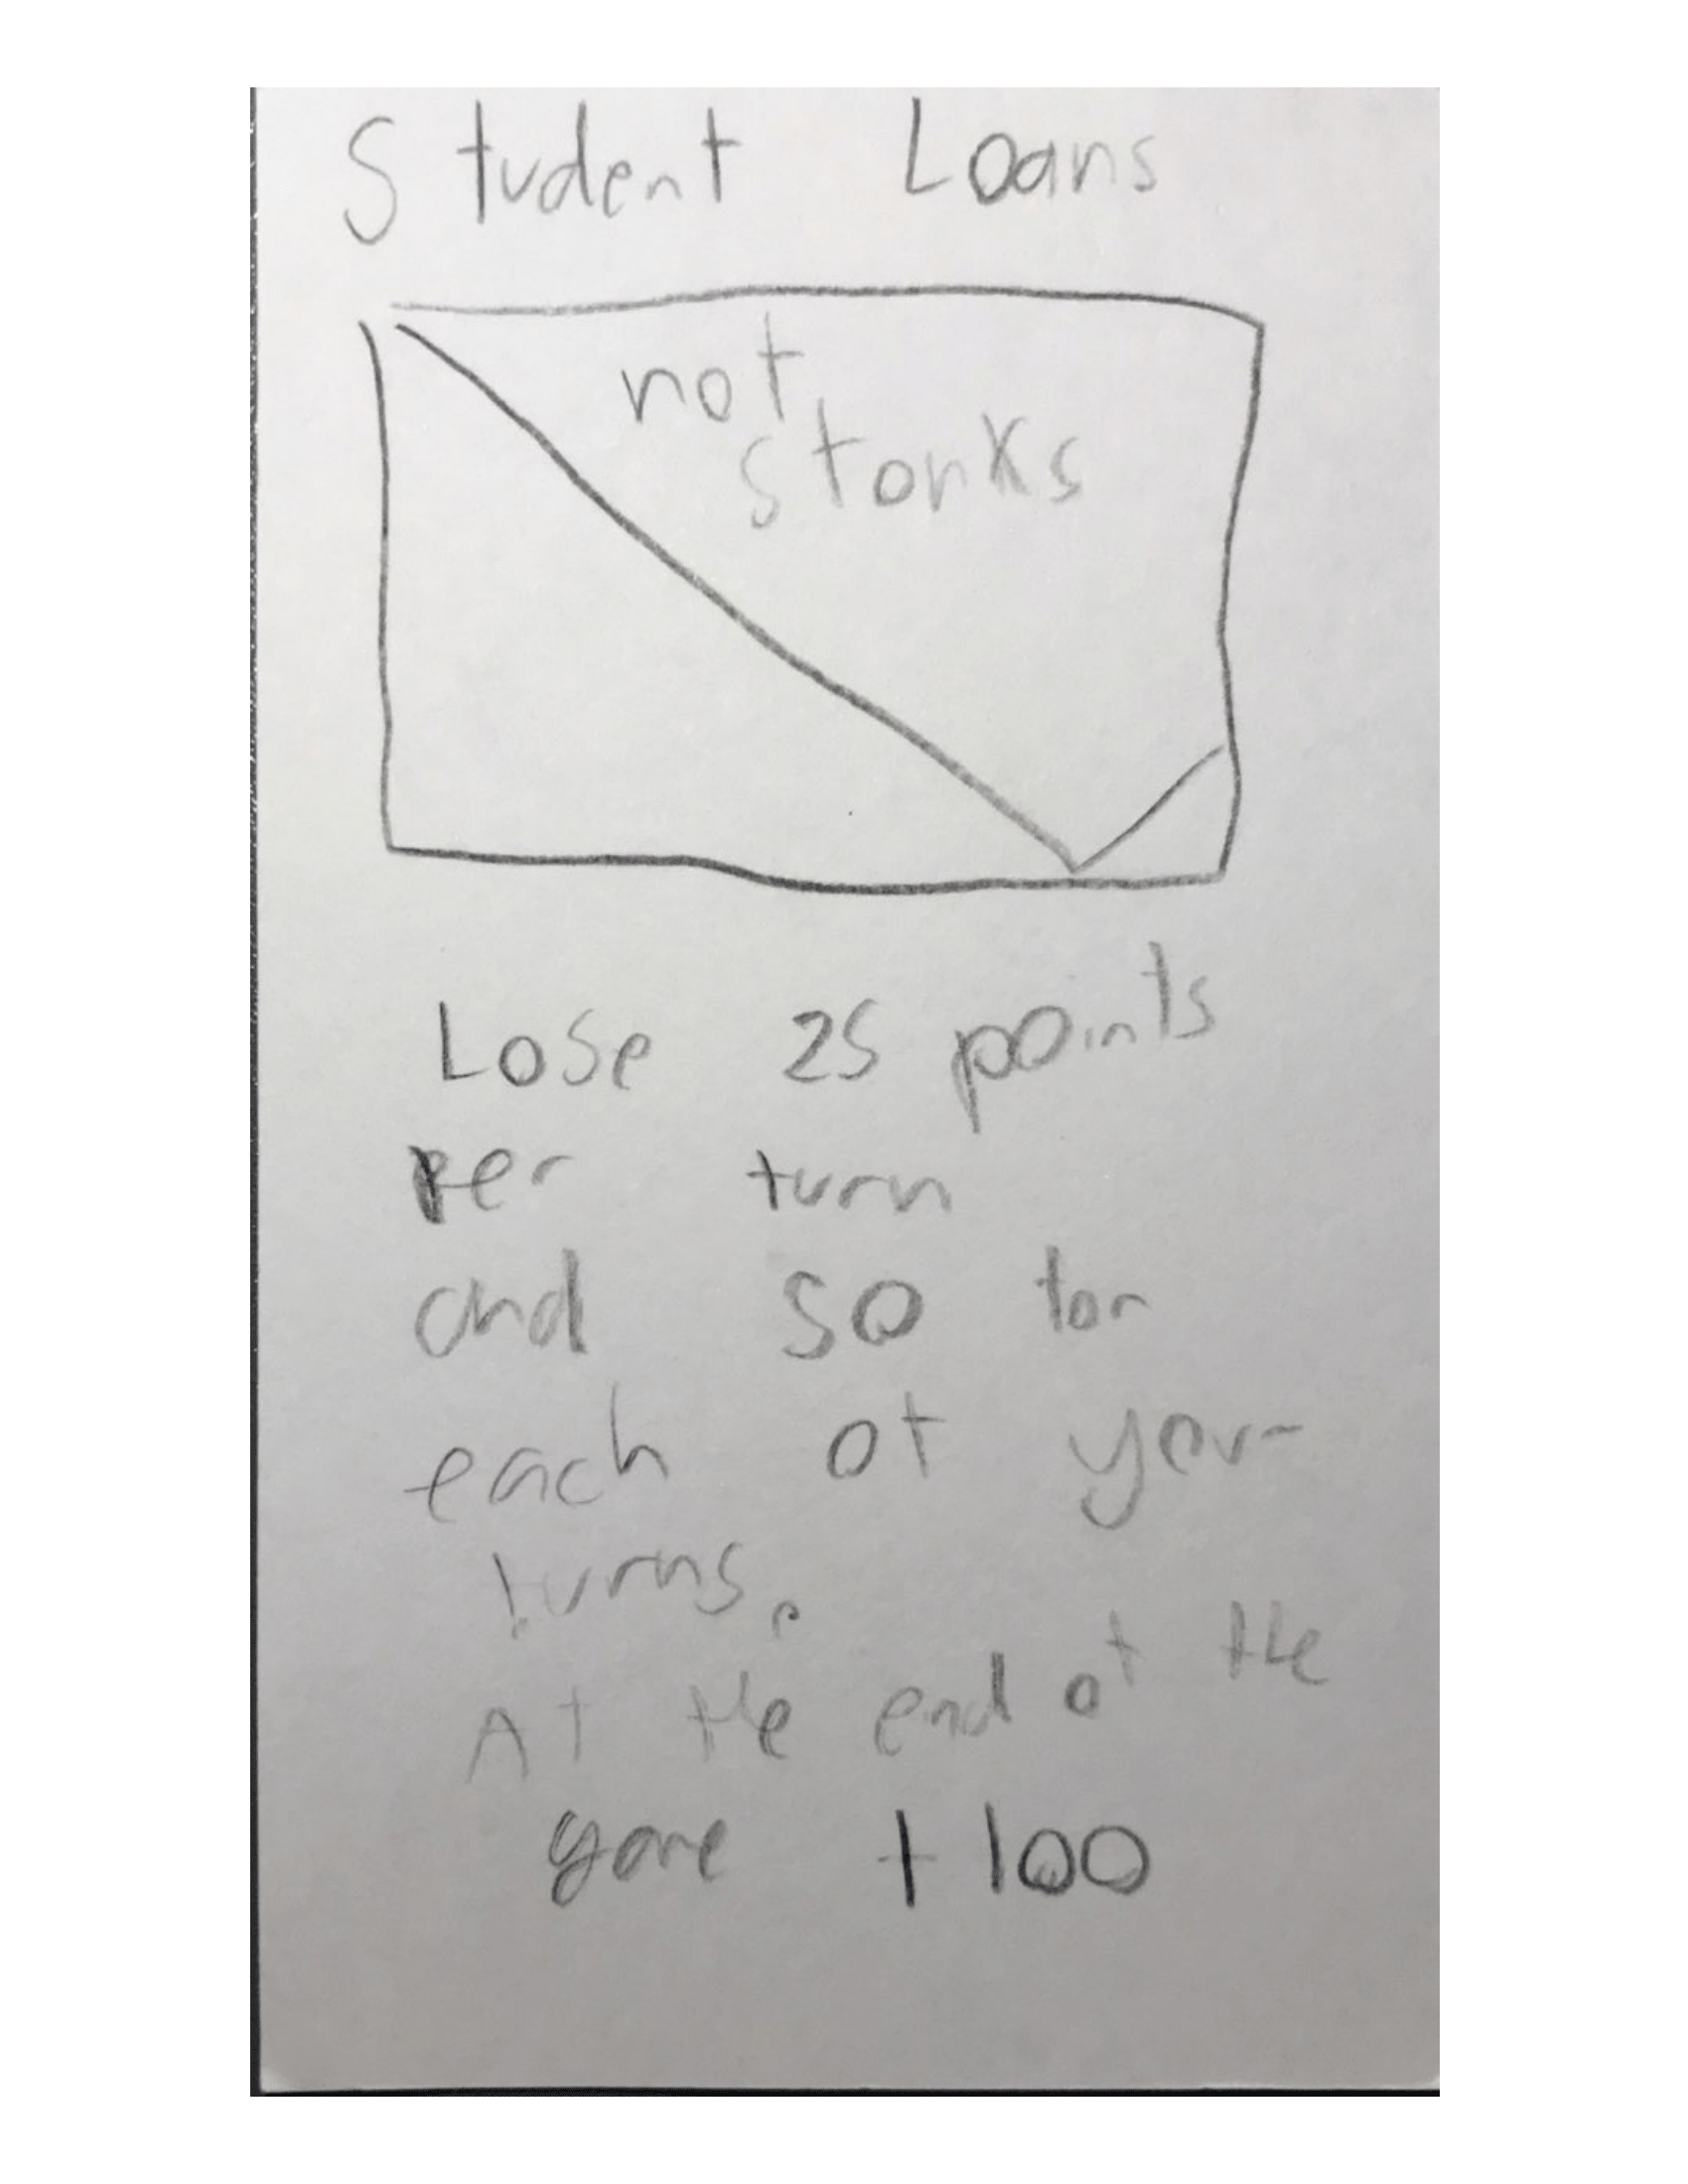 Student Loans
not
stonks
Lose 25 points
Per turn
and 50 for
each of your
turns.
At the end of the
game +100